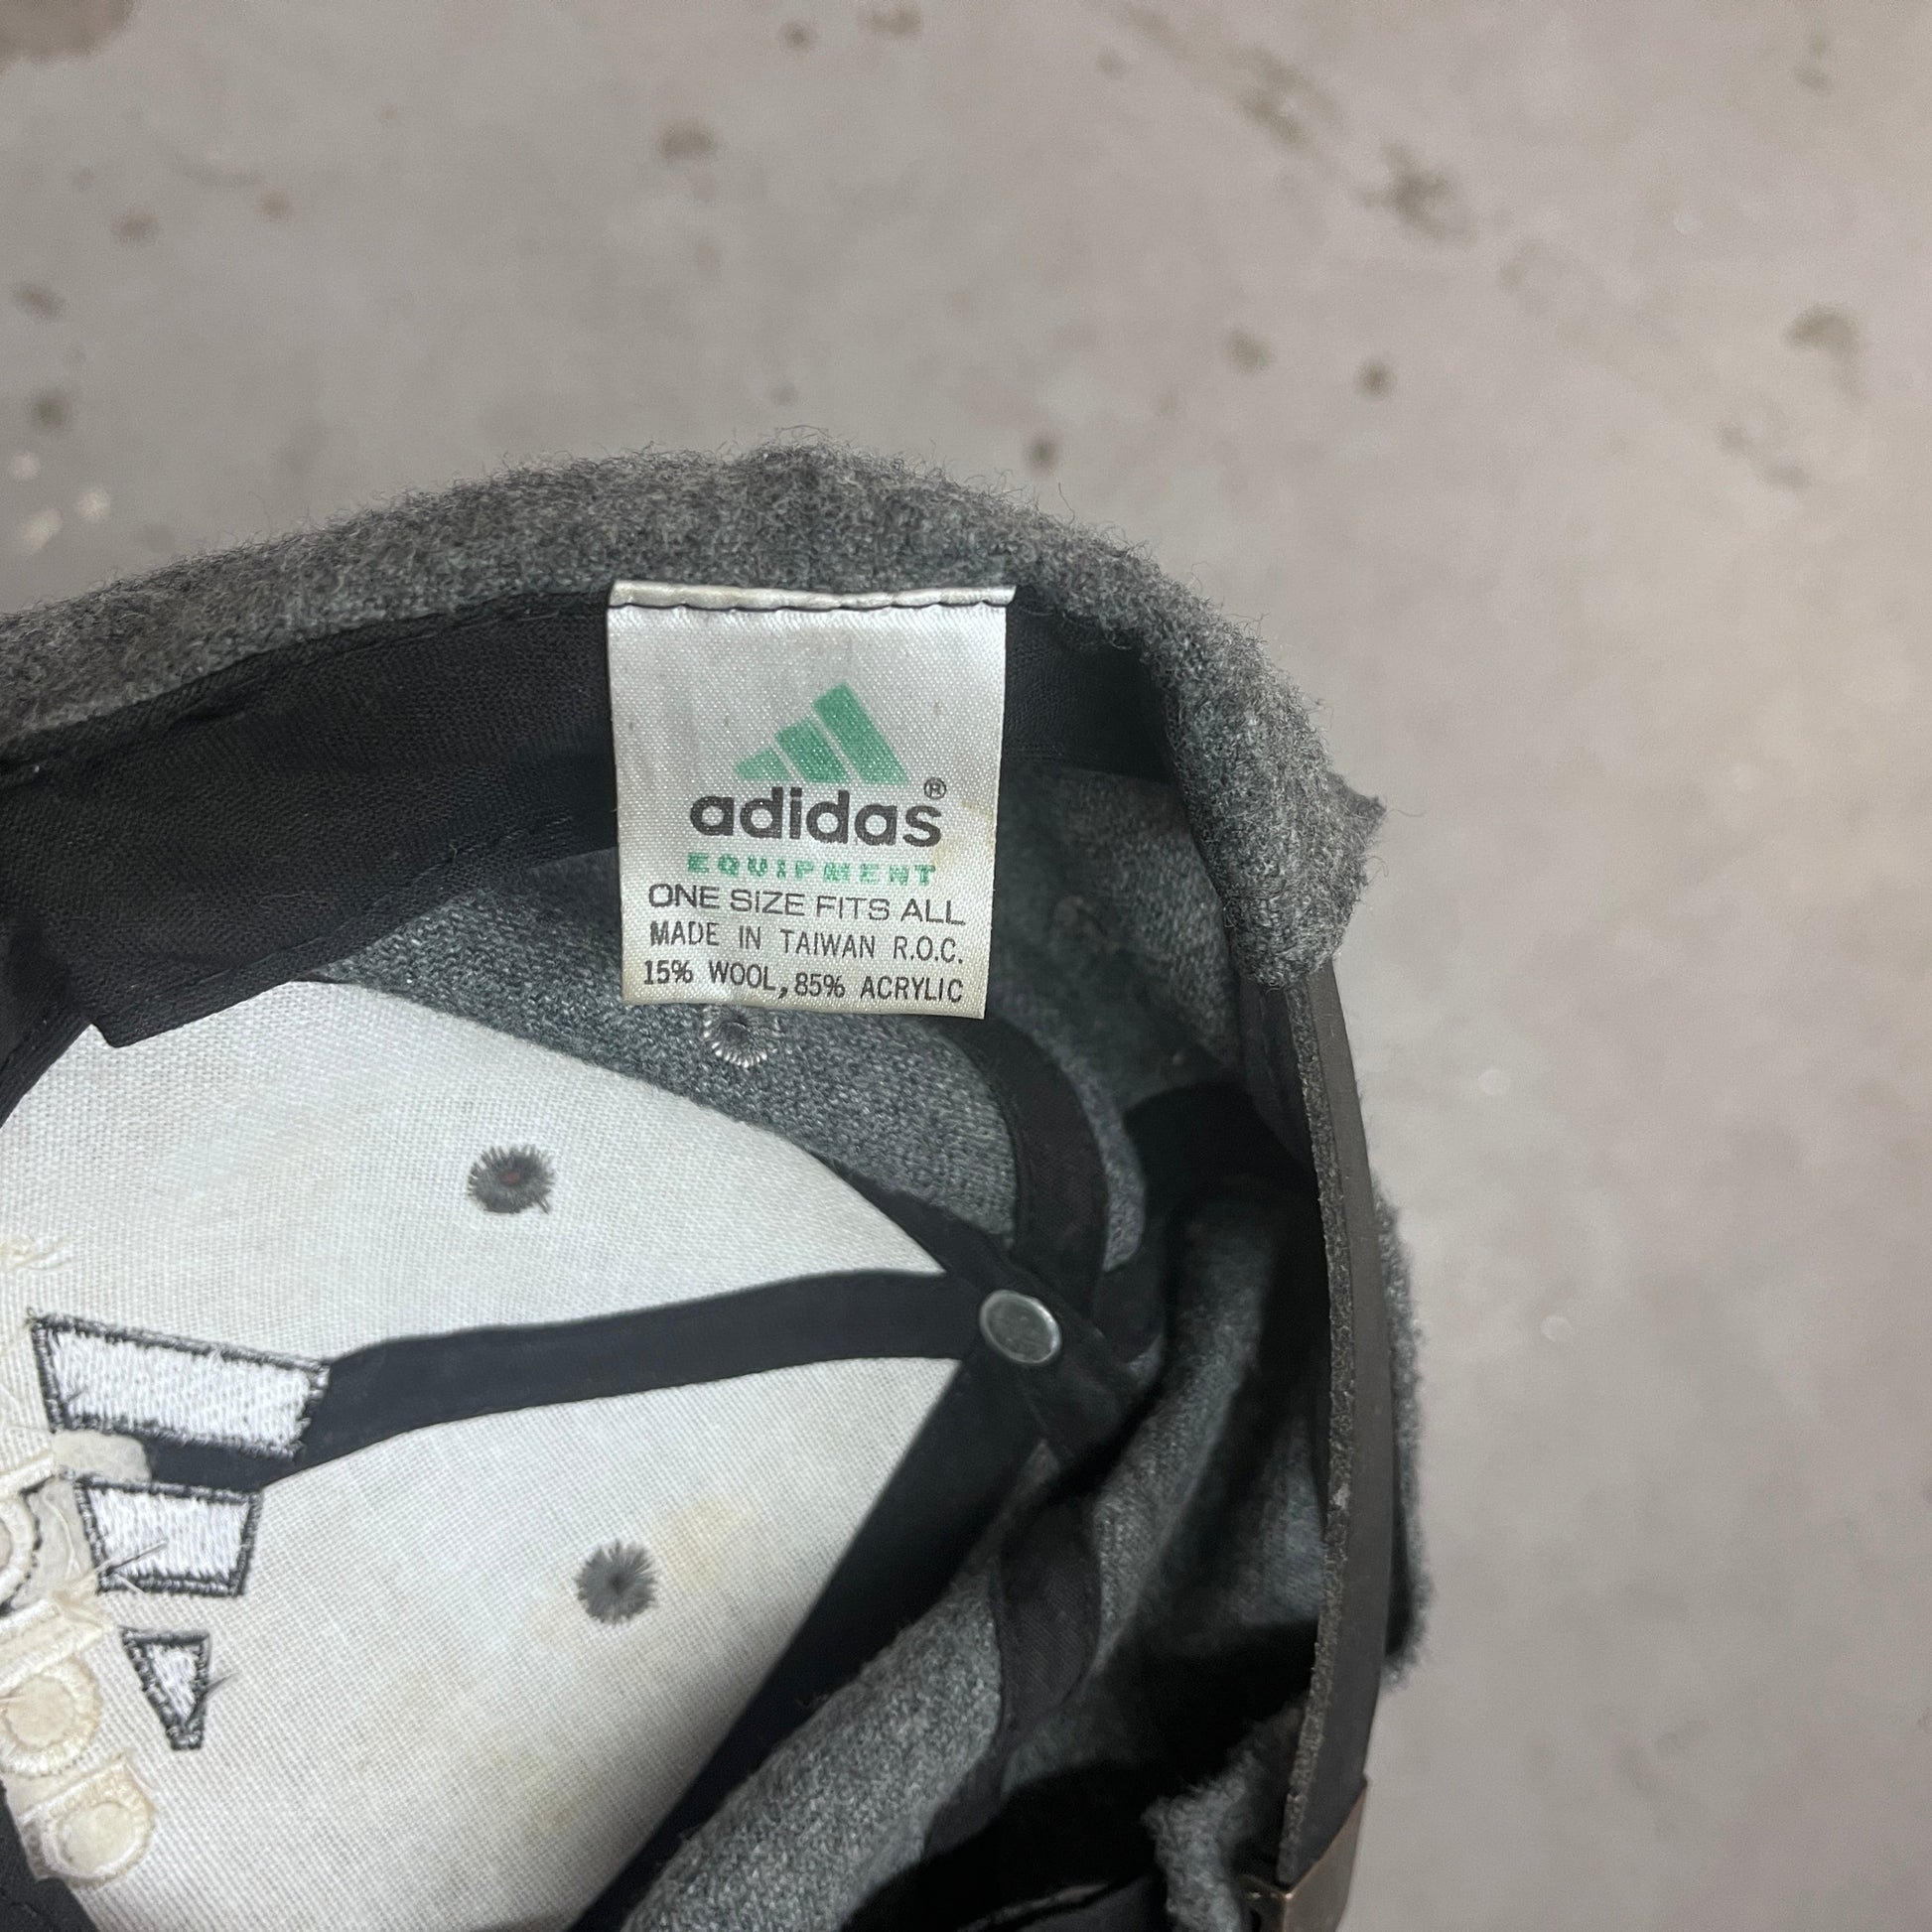 adidas®
EQUIPMENT
ONE SIZE FITS ALL
MADE IN TAIWAN R.O.C.
15% WOOL,85% ACRYLIC